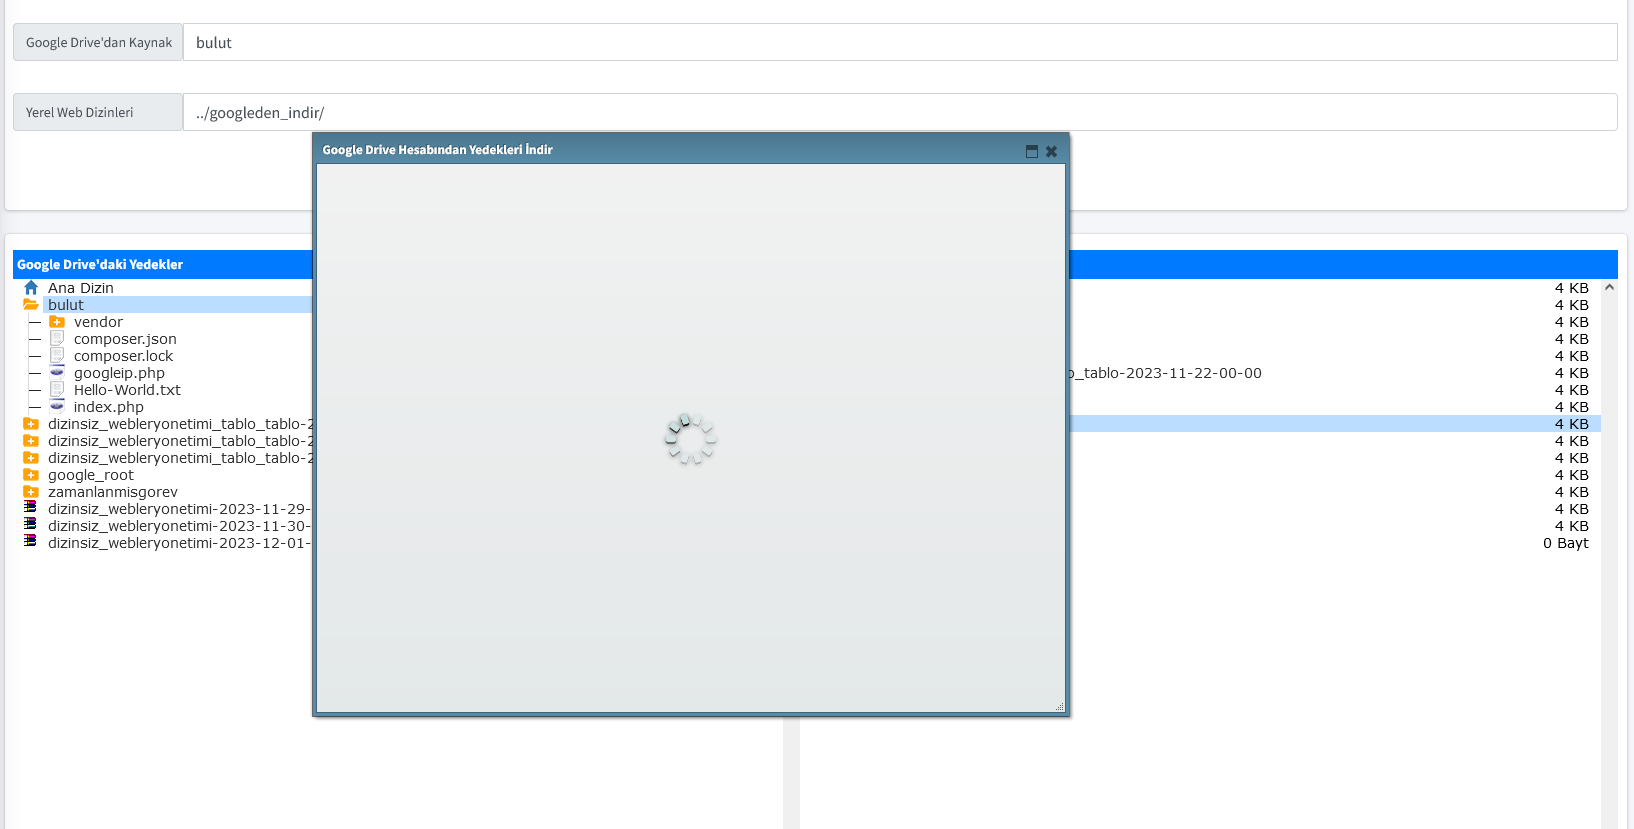 Google Drive'dan Kaynak bulut
Yerel Web Dizinleri ../googleden_indir/
Google Drive Hesabından Yedekleri İndir
Google Drive'daki Yedekler
Ana Dizin
bulut
vendor
composer.json
composer.lock
googleip.php
Hello-World.txt
index.php
dizinsiz_webleryonetimi_tablo_tablo-2
dizinsiz_webleryonetimi_tablo_tablo-2
dizinsiz_webleryonetimi_tablo_tablo-2
google_root
zamanlanmisgorev
dizinsiz_webleryonetimi-2023-11-29-
dizinsiz_webleryonetimi-2023-11-30-
dizinsiz_webleryonetimi-2023-12-01-
4 KB
4 KB
4 KB
4 KB
4 KB
_tablo-2023-11-22-00-00 4 KB
4 KB
4 KB
4 KB
4 KB
4 KB
4 KB
4 KB
4 KB
4 KB
0 Bayt